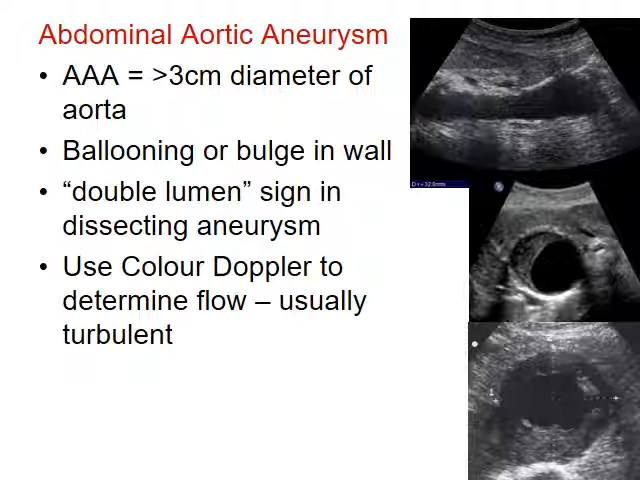 Abdominal Aortic Aneurysm
• AAA = >3cm diameter of
aorta
• Ballooning or bulge in wall
• “double lumen” sign in
dissecting aneurysm
• Use Colour Doppler to
determine flow – usually
turbulent